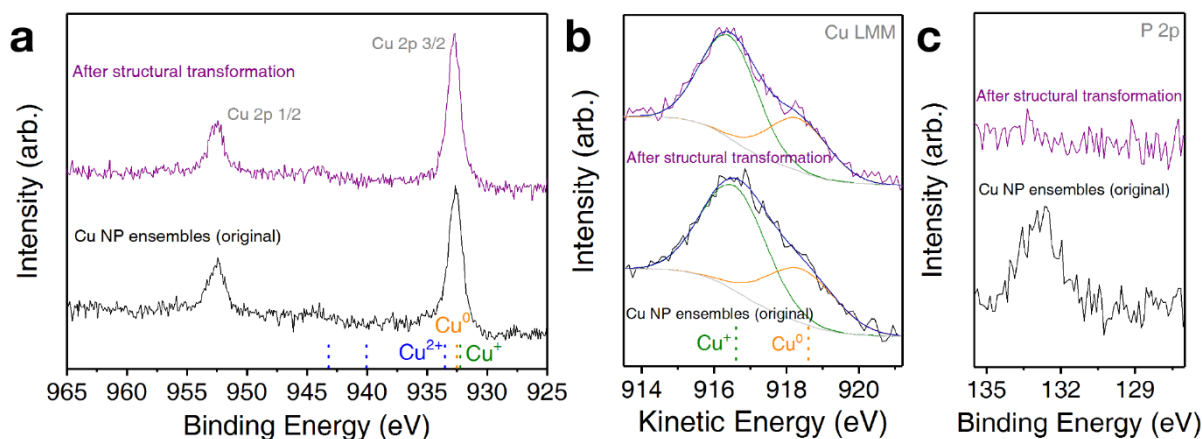 a
Cu 2p 3/2
After structural transformation
Cu 2p 1/2
Cu NP ensembles (original)
Cu0
Cu2+
Cu+
965 960 955 950 945 940 935 930 925
Binding Energy (eV)
Intensity (arb.)
b
Cu LMM
After structural transformation
Cu NP ensembles (original)
Cu+
Cu0
914 916 918 920
Kinetic Energy (eV)
Intensity (arb.)
c
P 2p
After structural transformation
Cu NP ensembles (original)
135 132 129
Binding Energy (eV)
Intensity (arb.)